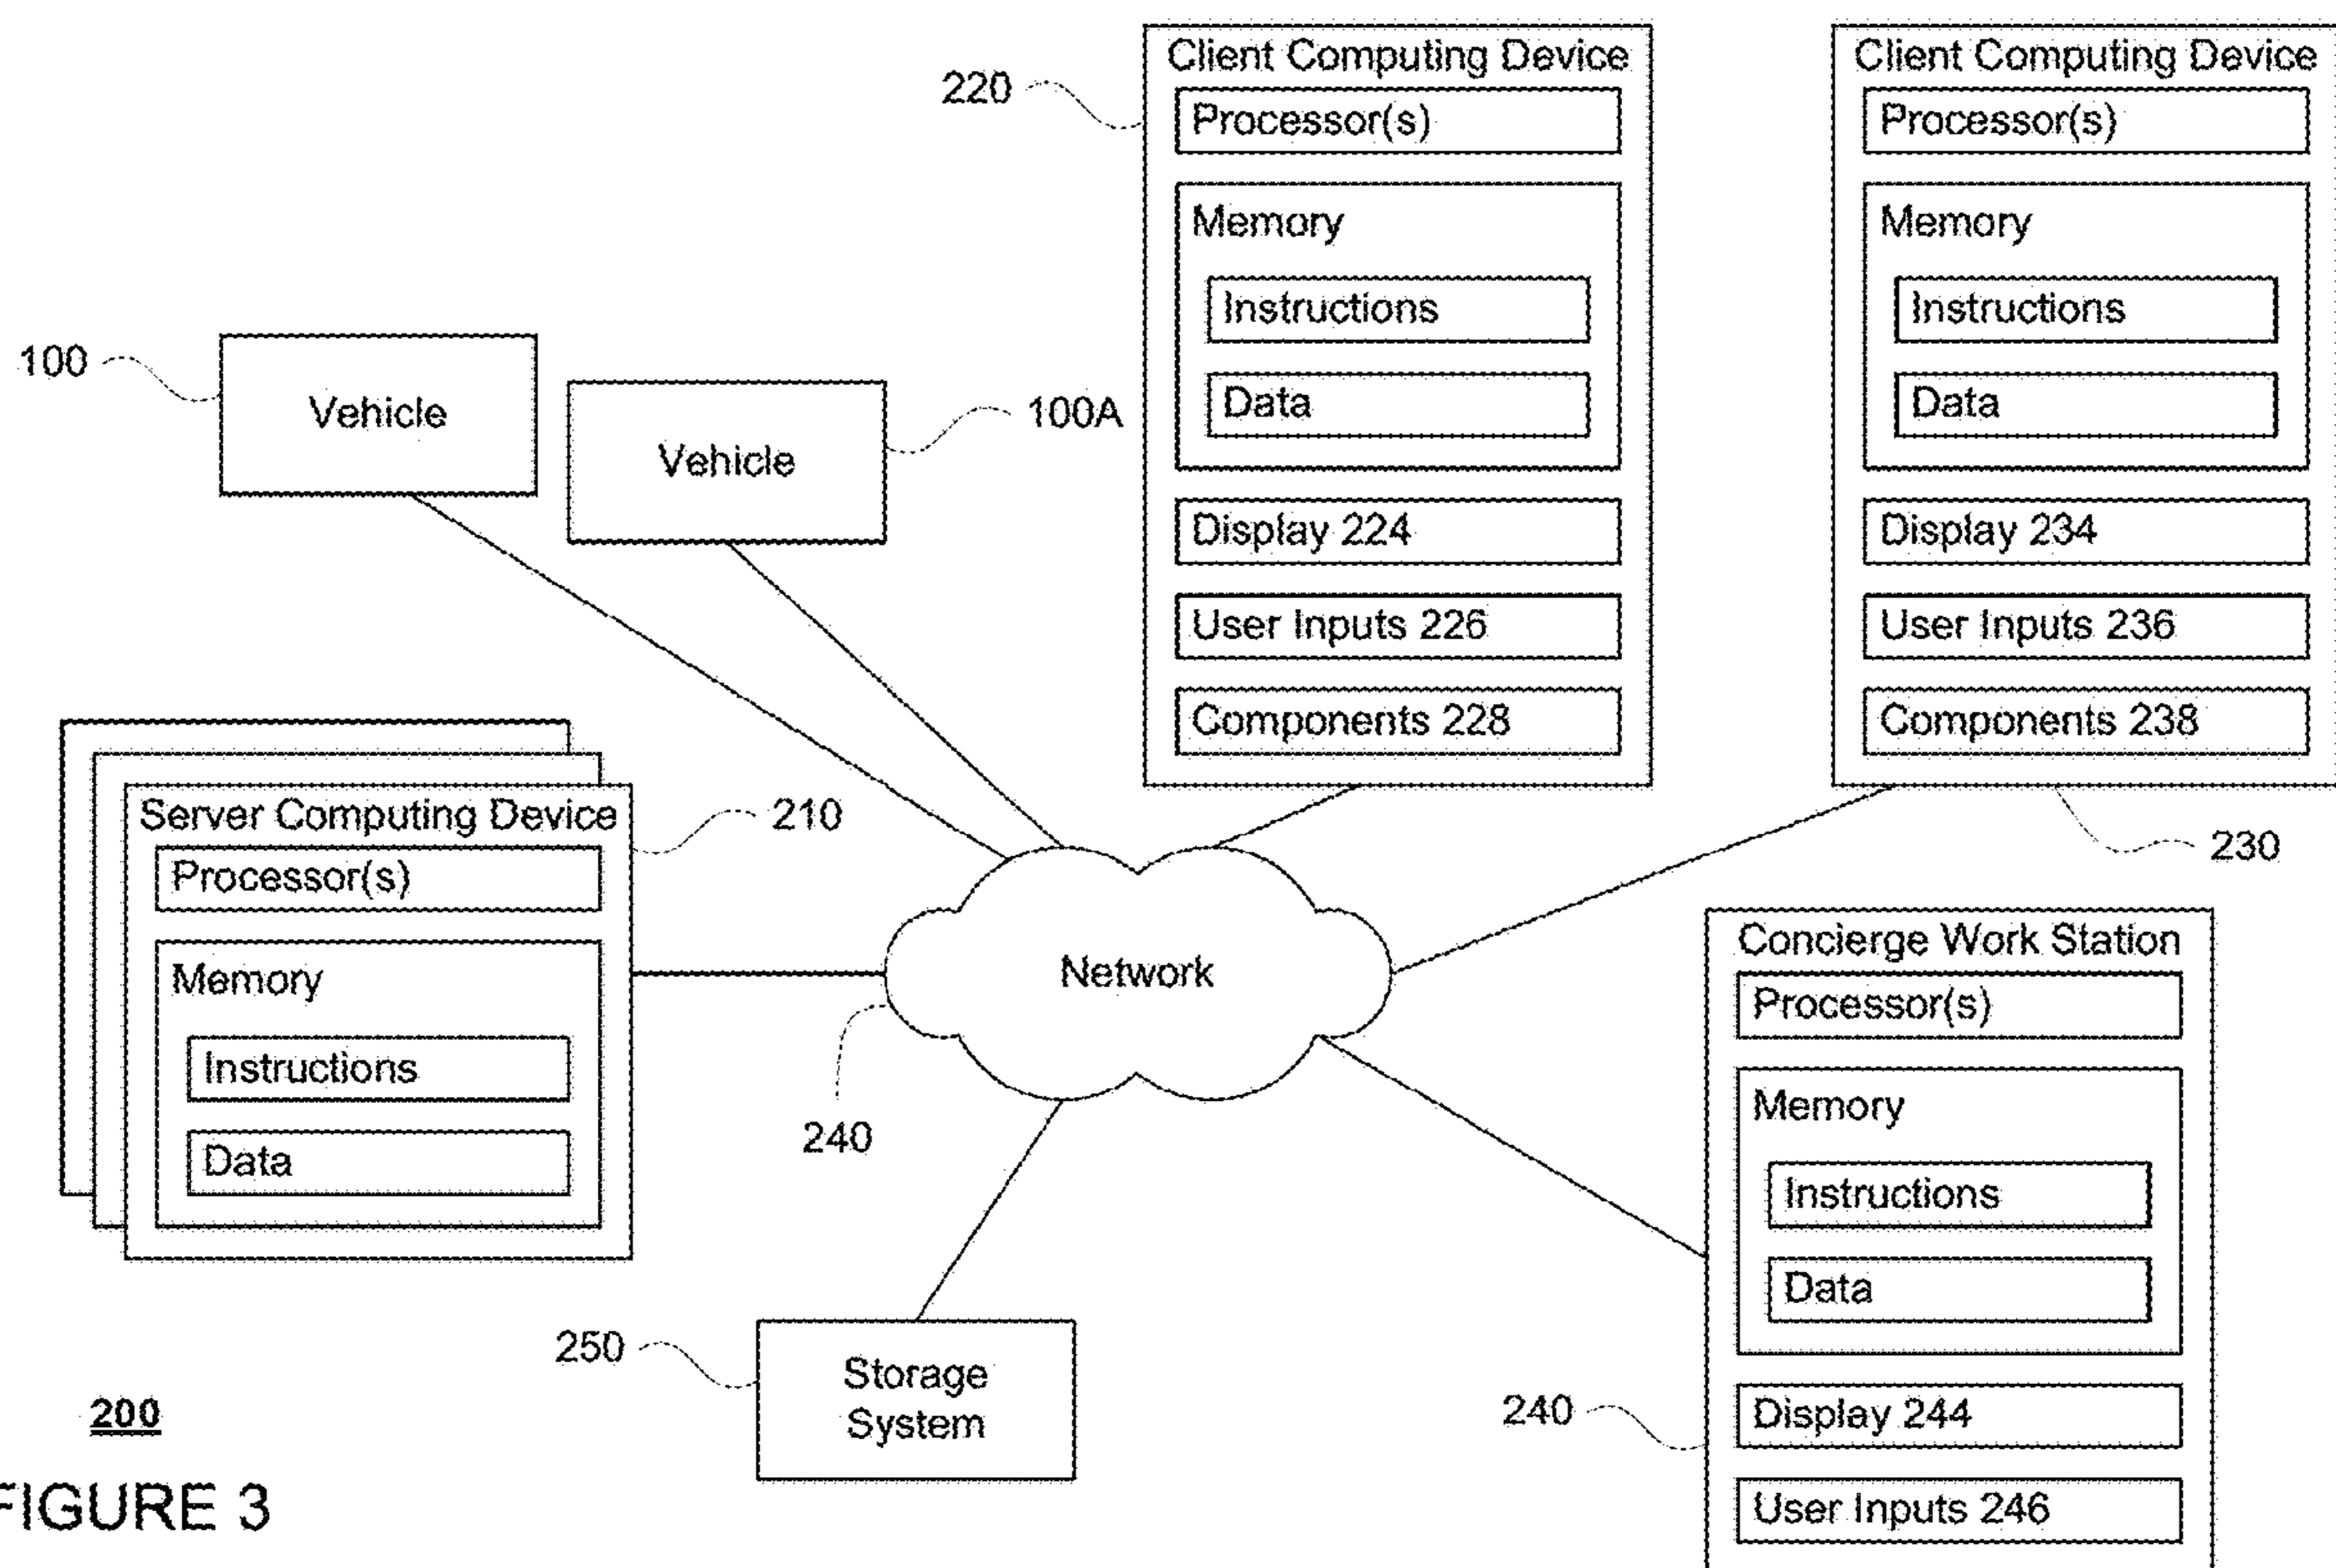 Client Computing Device
220
Processor(s)
Memory
Instructions
Data
Display 224
User Inputs 226
Components 228
Client Computing Device
Processor(s)
Memory
Instructions
Data
Display 234
User Inputs 236
Components 238
230
100
Vehicle
Vehicle
100A
Server Computing Device
210
Processor(s)
Memory
Instructions
Data
Network
240
Concierge Work Station
Processor(s)
Memory
Instructions
Data
240
Display 244
User Inputs 246
250
Storage
System
200
FIGURE 3